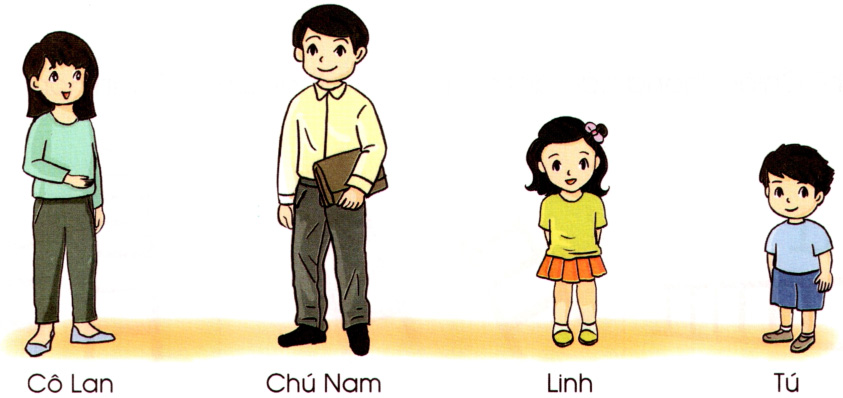 Cô Lan Chú Nam Linh Tú